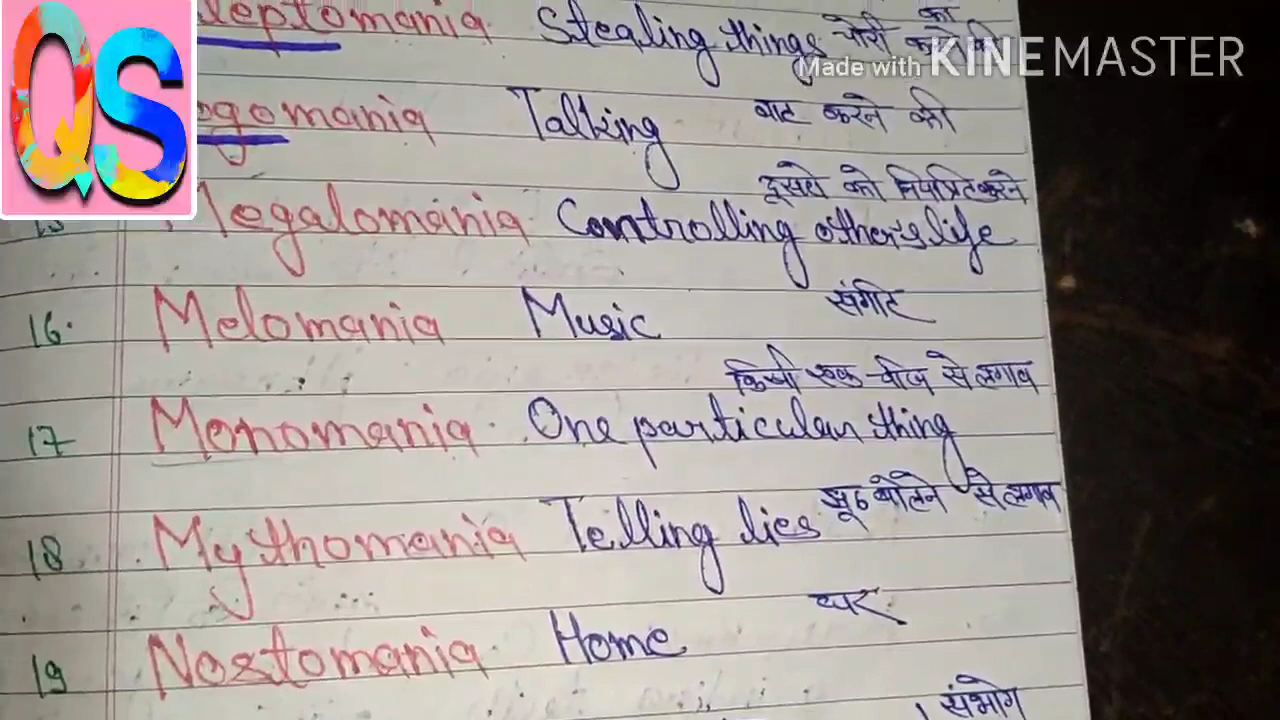 leptomania Stealing things चोरी करने की
का
Made with KINEMASTER
QS
ogomania Talking बात करने की
दूसरों को नियंत्रित करने
15 Megalomania Controlling other's life
16. Melomania Music संगीत
किसी एक चीज से लगाव
17 Monomania One particular thing
झूठ बोलने से लगाव
18 Mythomania Telling lies
घर
19 Nostomania Home
संभोग